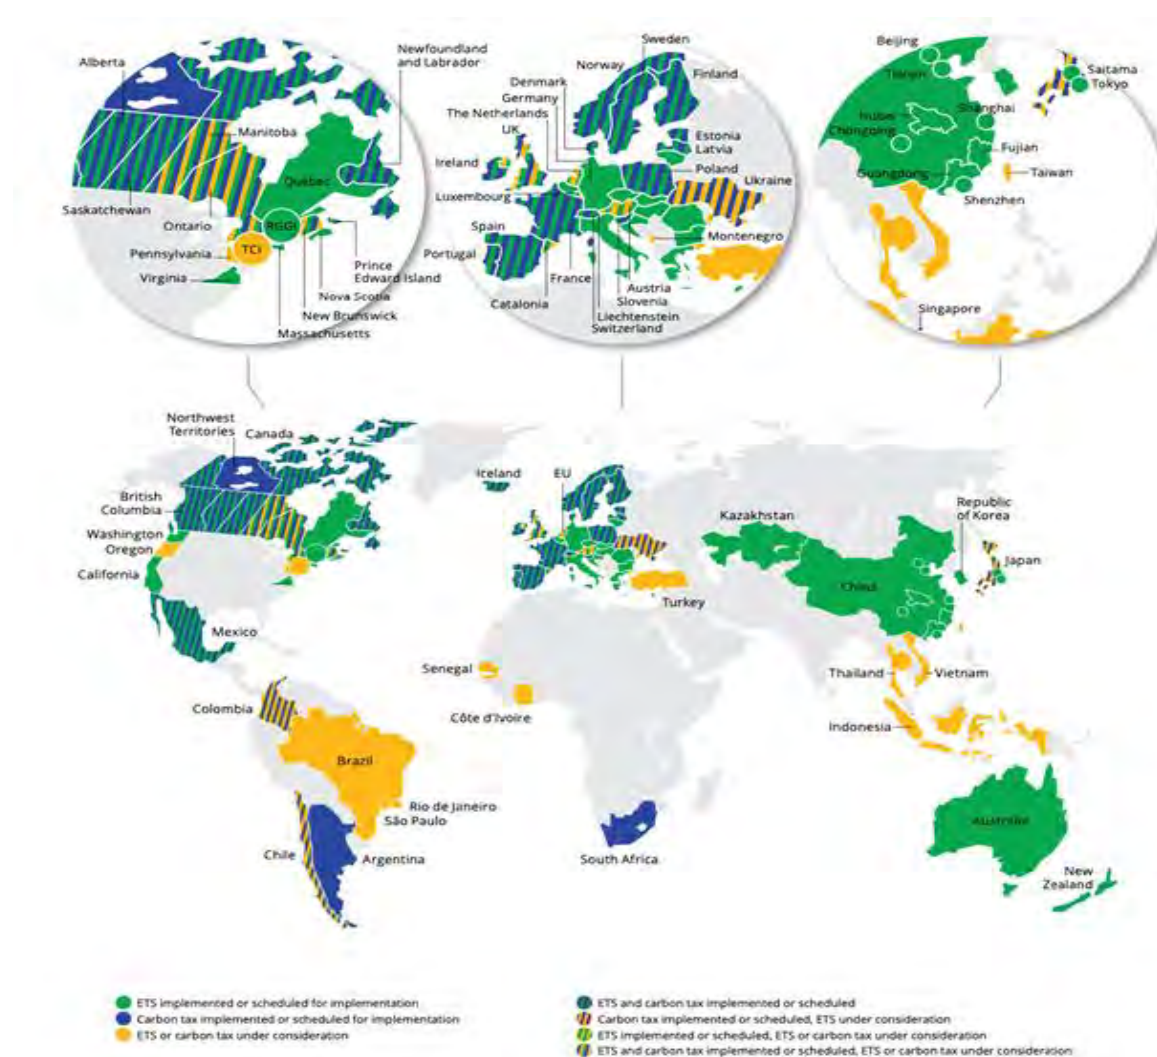 Alberta
Newfoundland
and Labrador
Manitoba
Québec
Saskatchewan
Ontario
RGGI
TCI
Pennsylvania
Virginia
Prince
Edward Island
Nova Scotia
New Brunswick
Massachusetts
Sweden
Norway
Finland
Denmark
Germany
The Netherlands
UK
Estonia
Latvia
Ireland
Poland
Ukraine
Luxembourg
Spain
Portugal
Montenegro
France
Austria
Slovenia
Catalonia
Liechtenstein
Switzerland
Beijing
Tianjin
Saitama
Tokyo
Shanghai
Hubei
Chongqing
Fujian
Guangdong
Taiwan
Shenzhen
Singapore
Northwest
Territories
Canada
Iceland
EU
British
Columbia
Washington
Oregon
California
Kazakhstan
Republic
of Korea
Japan
China
Turkey
Mexico
Senegal
Thailand
Vietnam
Colombia
Côte d'Ivoire
Indonesia
Brazil
Rio de Janeiro
São Paulo
Chile
Argentina
South Africa
Australia
New
Zealand
ETS implemented or scheduled for implementation
Carbon tax implemented or scheduled for implementation
ETS or carbon tax under consideration
ETS and carbon tax implemented or scheduled
Carbon tax implemented or scheduled, ETS under consideration
ETS implemented or scheduled, ETS or carbon tax under consideration
ETS and carbon tax implemented or scheduled, ETS or carbon tax under consideration